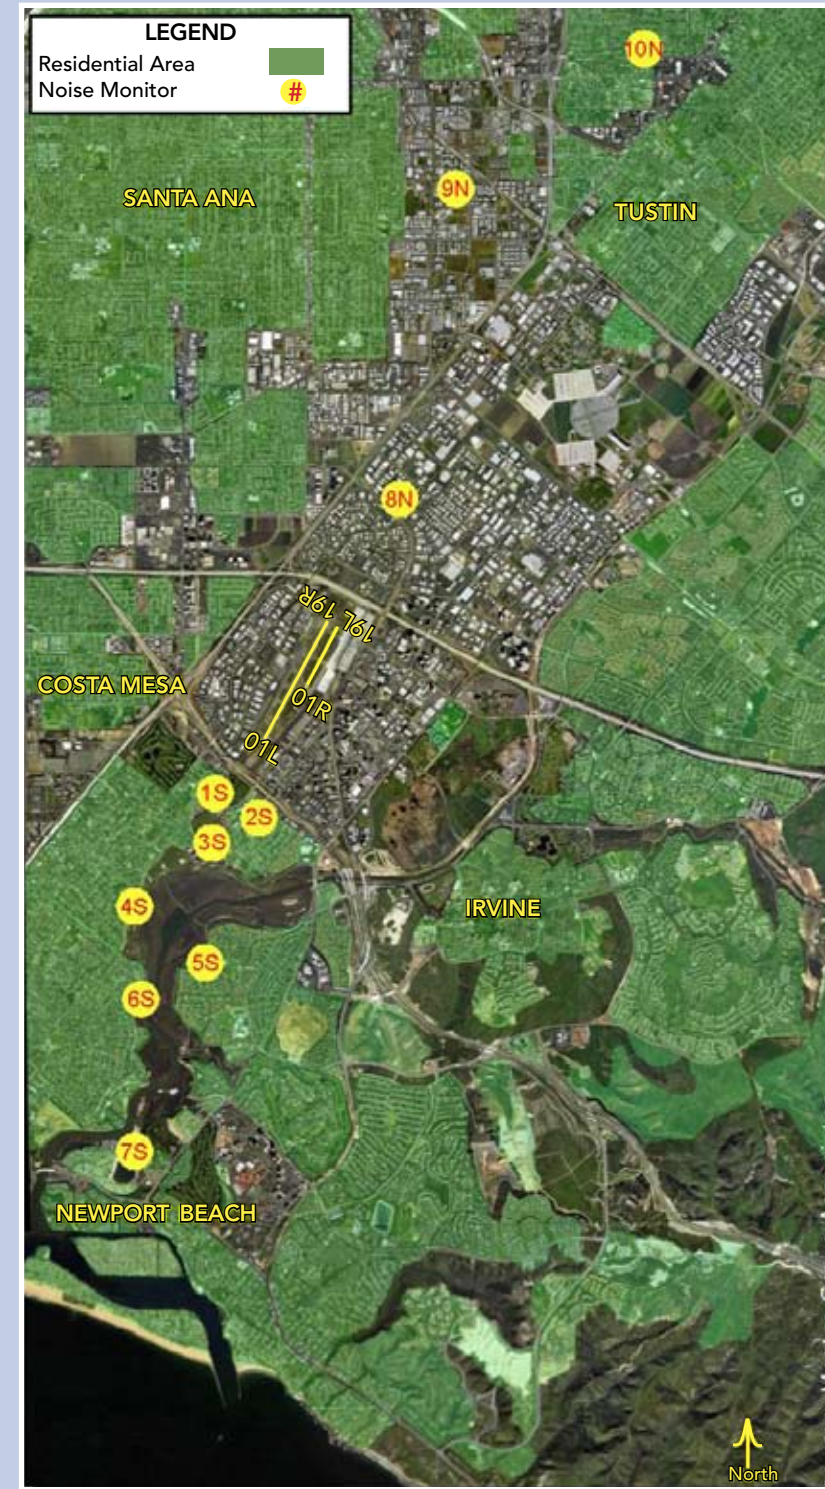 LEGEND
Residential Area
Noise Monitor #
10N
9N
SANTA ANA
TUSTIN
8N
19R
19L
COSTA MESA
01R
01L
1S
2S
3S
4S
IRVINE
5S
6S
7S
NEWPORT BEACH
North